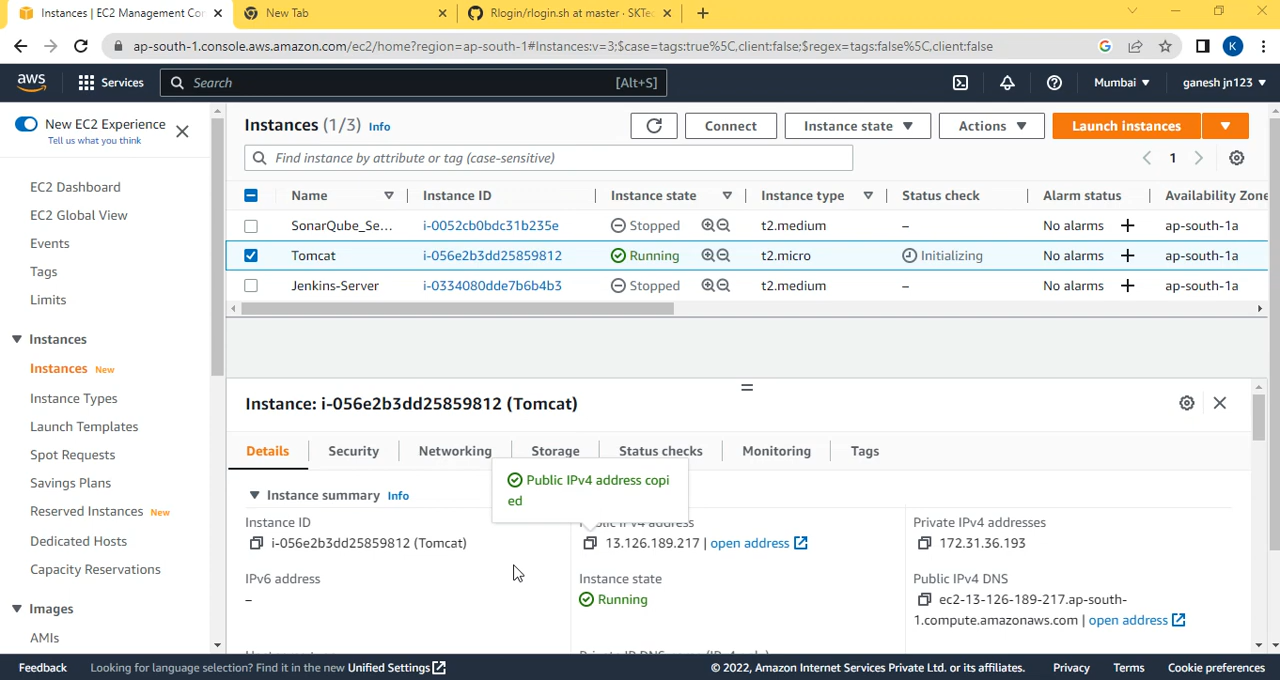 Instances | EC2 Management Con
New Tab
Rlogin/rlogin.sh at master · SKTec
ap-south-1.console.aws.amazon.com/ec2/home?region=ap-south-1#Instances:v=3;$case=tags:true%5C,client:false;$regex=tags:false%5C,client:false
K
aws
Services
Search
[Alt+S]
Mumbai
ganesh jn123
New EC2 Experience
Tell us what you think
EC2 Dashboard
EC2 Global View
Events
Tags
Limits
Instances
Instances New
Instance Types
Launch Templates
Spot Requests
Savings Plans
Reserved Instances New
Dedicated Hosts
Capacity Reservations
Images
AMIs
Instances (1/3) Info
Connect
Instance state
Actions
Launch instances
Find instance by attribute or tag (case-sensitive)
1
Name Instance ID Instance state Instance type Status check Alarm status Availability Zone
SonarQube_Se... i-0052cb0bdc31b235e Stopped t2.medium – No alarms + ap-south-1a
Tomcat i-056e2b3dd25859812 Running t2.micro Initializing No alarms + ap-south-1a
Jenkins-Server i-0334080dde7b6b4b3 Stopped t2.medium – No alarms + ap-south-1a
Instance: i-056e2b3dd25859812 (Tomcat)
Details Security Networking Storage Status checks Monitoring Tags
Public IPv4 address copi
ed
Instance summary Info
Instance ID
i-056e2b3dd25859812 (Tomcat)
Public IPv4 address
13.126.189.217 | open address
Private IPv4 addresses
172.31.36.193
IPv6 address
–
Instance state
Running
Public IPv4 DNS
ec2-13-126-189-217.ap-south-
1.compute.amazonaws.com | open address
Feedback
Looking for language selection? Find it in the new Unified Settings
© 2022, Amazon Internet Services Private Ltd. or its affiliates.
Privacy
Terms
Cookie preferences